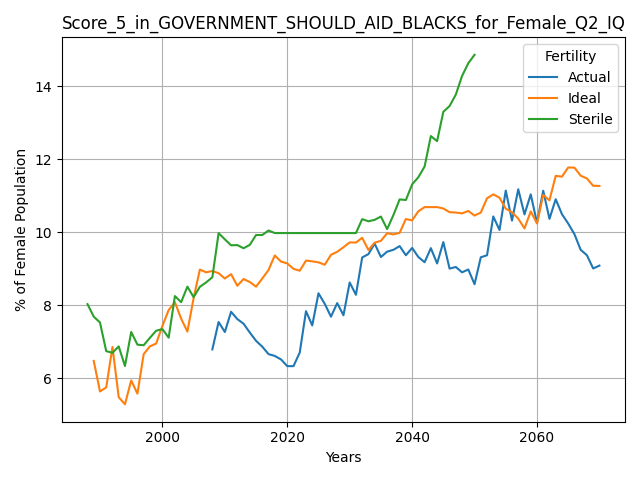 Score_5_in_GOVERNMENT_SHOULD_AID_BLACKS_for_Female_Q2_IQ
Fertility
Actual
Ideal
Sterile
% of Female Population
14
12
10
8
6
2000
2020
2040
2060
Years